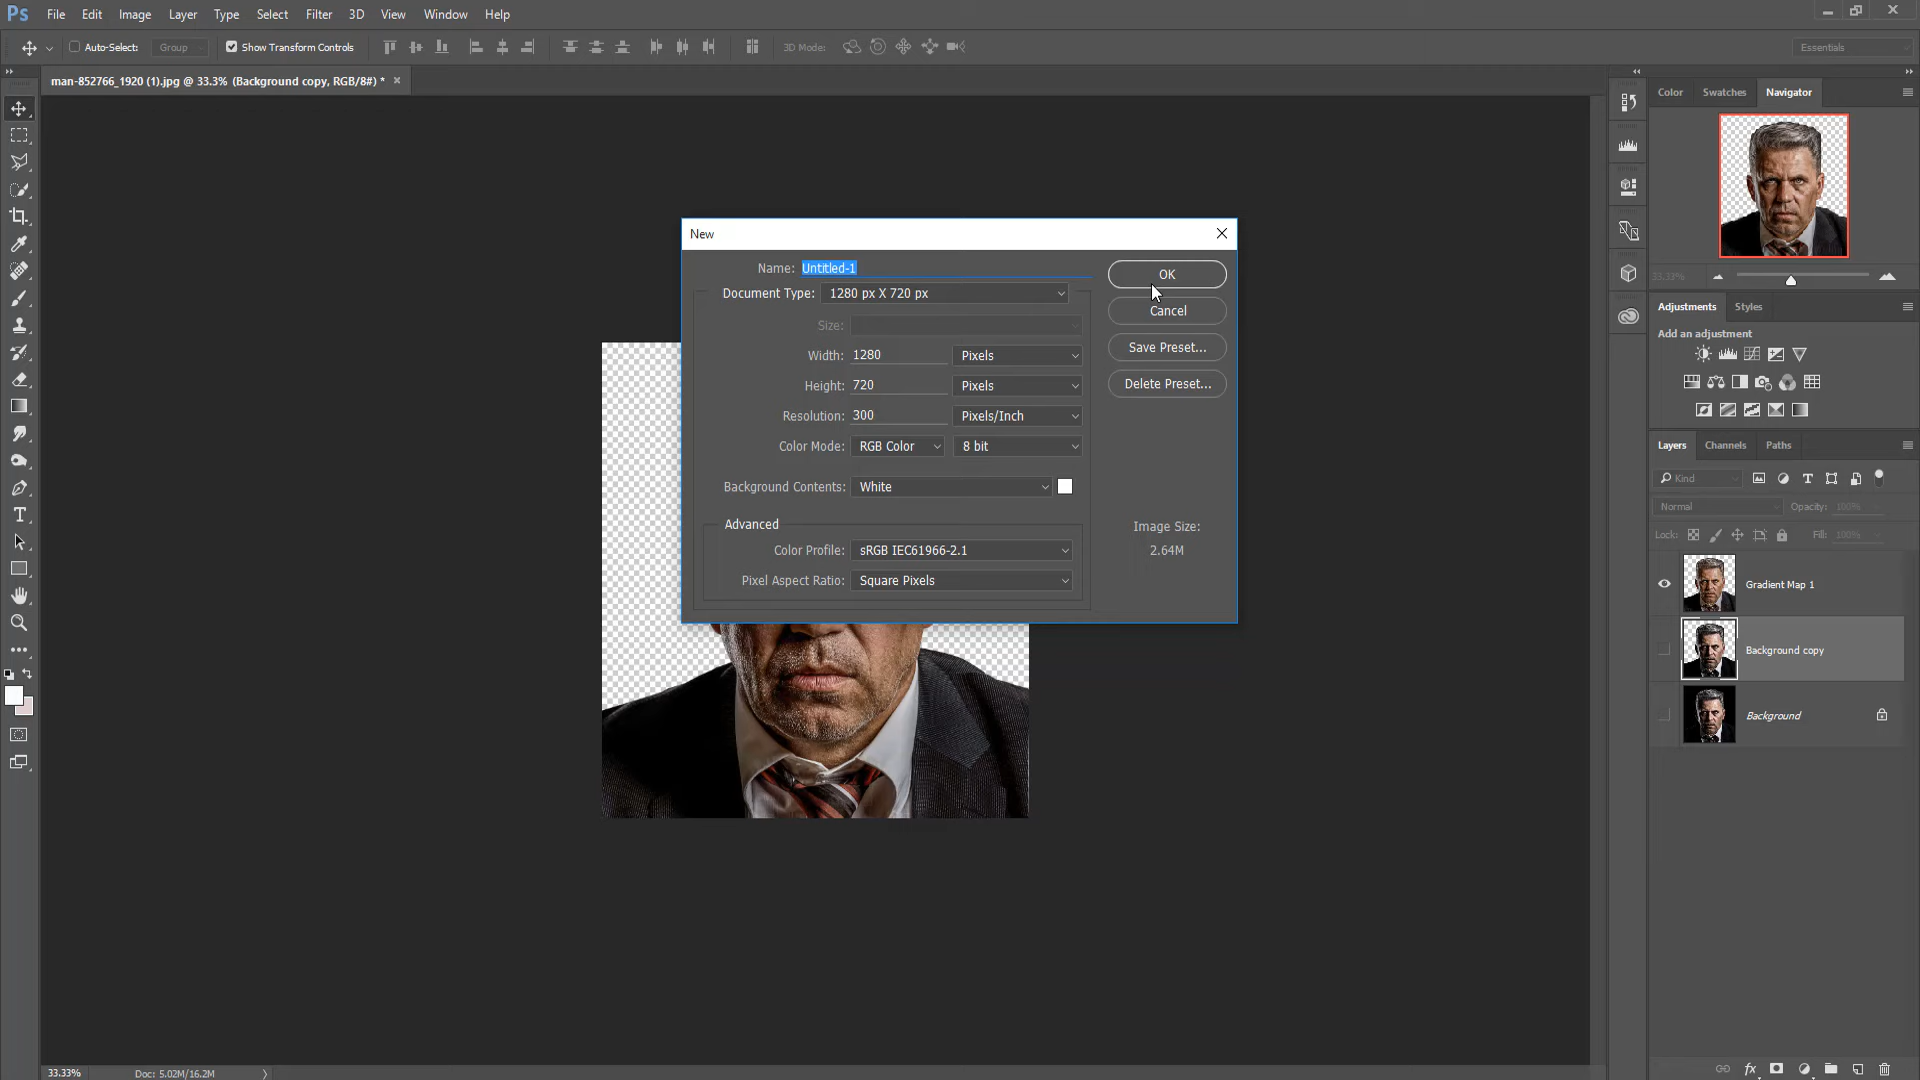 Ps File Edit Image Layer Type Select Filter 3D View Window Help
Auto-Select: Group Show Transform Controls 3D Mode: Essentials
man-852766_1920 (1).jpg @ 33.3% (Background copy, RGB/8#) * ×
Color Swatches Navigator
33.33%
Adjustments Styles
Add an adjustment
Layers Channels Paths
Kind
Normal Opacity: 100%
Lock: Fill: 100%
Gradient Map 1
Background copy
Background
New
Name: Untitled-1
Document Type: 1280 px X 720 px
Size:
Width: 1280 Pixels
Height: 720 Pixels
Resolution: 300 Pixels/Inch
Color Mode: RGB Color 8 bit
Background Contents: White
Advanced
Color Profile: sRGB IEC61966-2.1
Pixel Aspect Ratio: Square Pixels
OK
Cancel
Save Preset...
Delete Preset...
Image Size:
2.64M
33.33% Doc: 5.02M/16.2M